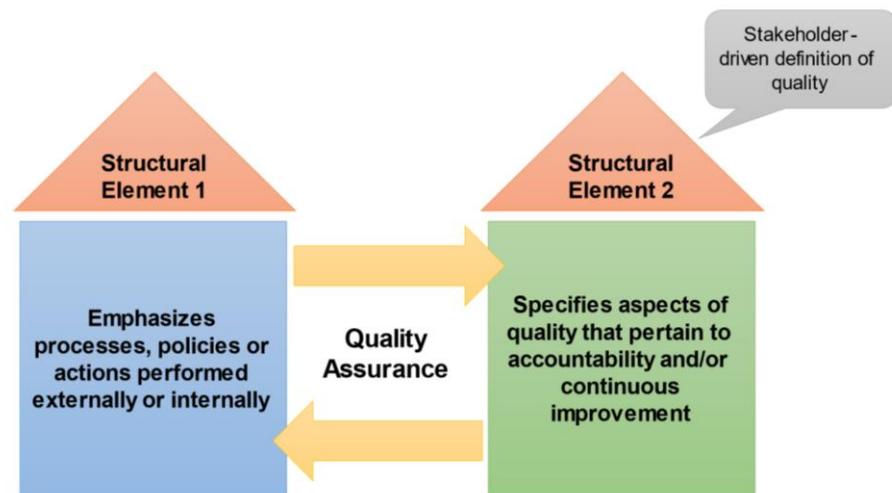 Stakeholder-
driven definition of
quality
Structural
Element 1
Structural
Element 2
Emphasizes
processes, policies or
actions performed
externally or internally
Quality
Assurance
Specifies aspects of
quality that pertain to
accountability and/or
continuous
improvement